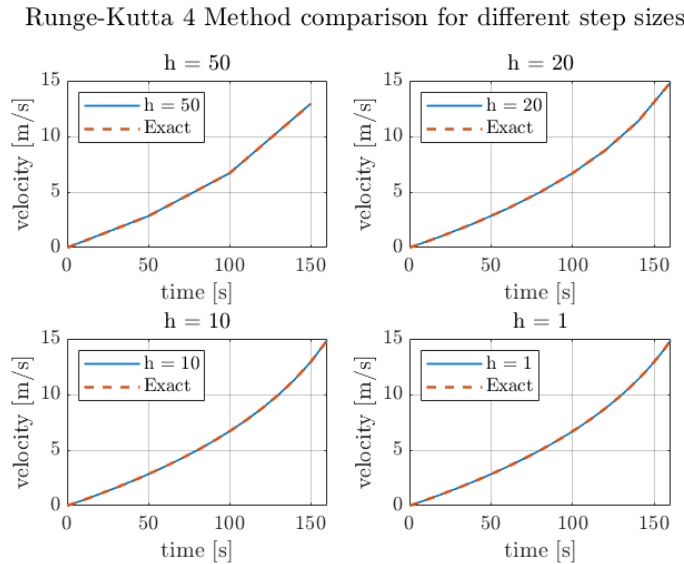 Runge-Kutta 4 Method comparison for different step sizes
h = 50
15
10
5
0
velocity [m/s]
h = 50
Exact
0 50 100 150
time [s]
h = 20
15
10
5
0
velocity [m/s]
h = 20
Exact
0 50 100 150
time [s]
h = 10
15
10
5
0
velocity [m/s]
h = 10
Exact
0 50 100 150
time [s]
h = 1
15
10
5
0
velocity [m/s]
h = 1
Exact
0 50 100 150
time [s]